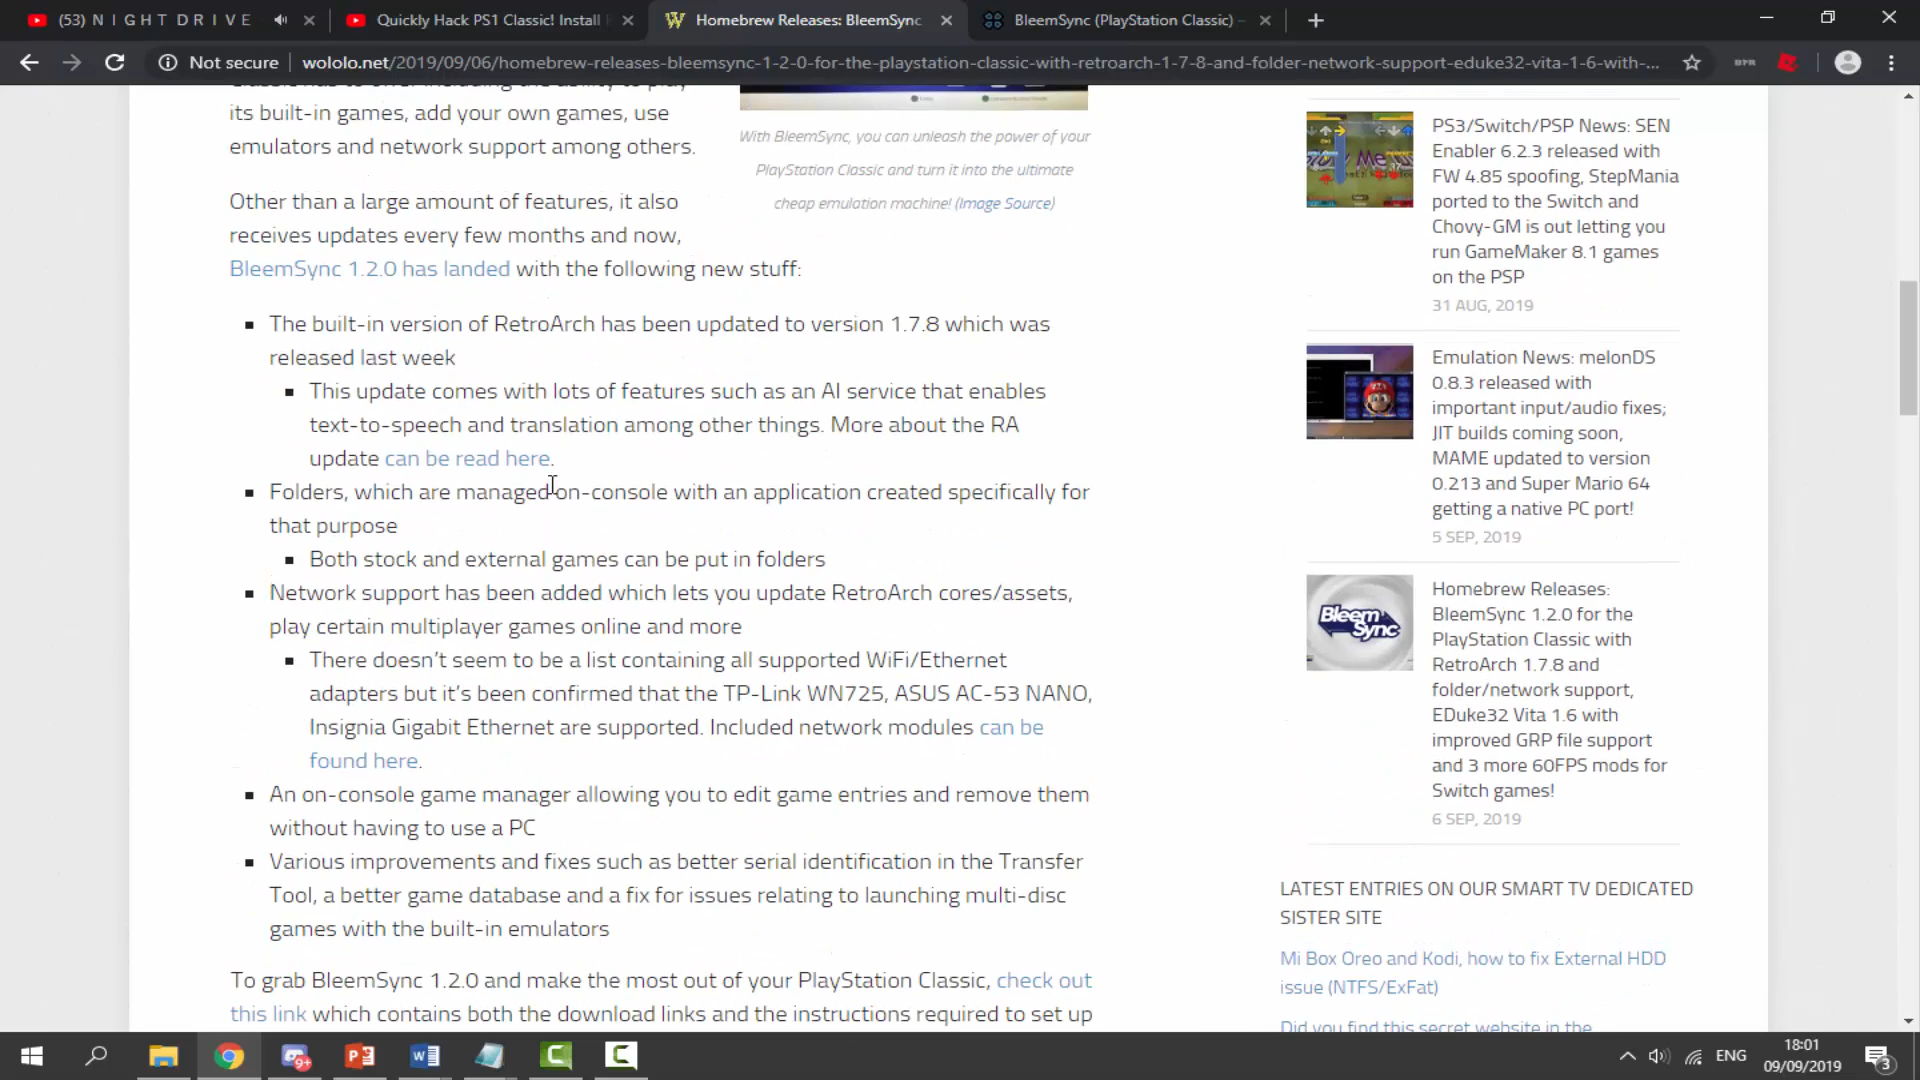 (53) N I G H T D R I V E
Quickly Hack PS1 Classic! Install
Homebrew Releases: BleemSync
BleemSync (PlayStation Classic) –
Not secure
wololo.net/2019/09/06/homebrew-releases-bleemsync-1-2-0-for-the-playstation-classic-with-retroarch-1-7-8-and-folder-network-support-eduke32-vita-1-6-with-...
its built-in games, add your own games, use
emulators and network support among others.
With BleemSync, you can unleash the power of your
PlayStation Classic and turn it into the ultimate
cheap emulation machine! (Image Source)
Other than a large amount of features, it also
receives updates every few months and now,
BleemSync 1.2.0 has landed with the following new stuff:
The built-in version of RetroArch has been updated to version 1.7.8 which was
released last week
This update comes with lots of features such as an AI service that enables
text-to-speech and translation among other things. More about the RA
update can be read here.
Folders, which are managed on-console with an application created specifically for
that purpose
Both stock and external games can be put in folders
Network support has been added which lets you update RetroArch cores/assets,
play certain multiplayer games online and more
There doesn't seem to be a list containing all supported WiFi/Ethernet
adapters but it's been confirmed that the TP-Link WN725, ASUS AC-53 NANO,
Insignia Gigabit Ethernet are supported. Included network modules can be
found here.
An on-console game manager allowing you to edit game entries and remove them
without having to use a PC
Various improvements and fixes such as better serial identification in the Transfer
Tool, a better game database and a fix for issues relating to launching multi-disc
games with the built-in emulators
To grab BleemSync 1.2.0 and make the most out of your PlayStation Classic, check out
this link which contains both the download links and the instructions required to set up
PS3/Switch/PSP News: SEN
Enabler 6.2.3 released with
FW 4.85 spoofing, StepMania
ported to the Switch and
Chovy-GM is out letting you
run GameMaker 8.1 games
on the PSP
31 AUG, 2019
Emulation News: melonDS
0.8.3 released with
important input/audio fixes;
JIT builds coming soon,
MAME updated to version
0.213 and Super Mario 64
getting a native PC port!
5 SEP, 2019
Bleem
Sync
Homebrew Releases:
BleemSync 1.2.0 for the
PlayStation Classic with
RetroArch 1.7.8 and
folder/network support,
EDuke32 Vita 1.6 with
improved GRP file support
and 3 more 60FPS mods for
Switch games!
6 SEP, 2019
LATEST ENTRIES ON OUR SMART TV DEDICATED
SISTER SITE
Mi Box Oreo and Kodi, how to fix External HDD
issue (NTFS/ExFat)
Did you find this secret website in the
9+
ENG
18:01
09/09/2019
3